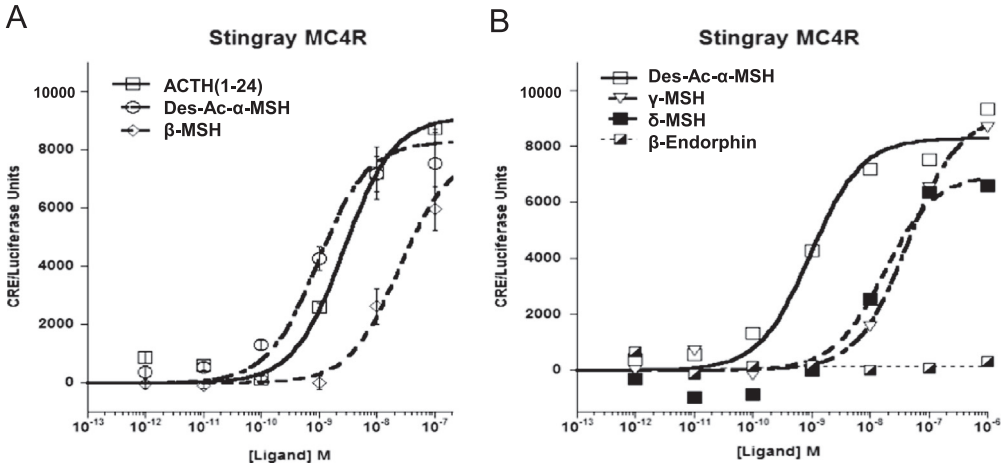 A
Stingray MC4R
ACTH(1-24)
Des-Ac-α-MSH
β-MSH
CRE/Luciferase Units
10000
8000
6000
4000
2000
0
10-13 10-12 10-11 10-10 10-9 10-8 10-7
[Ligand] M
B
Stingray MC4R
Des-Ac-α-MSH
γ-MSH
δ-MSH
β-Endorphin
CRE/Luciferase Units
10000
8000
6000
4000
2000
0
10-13 10-12 10-11 10-10 10-9 10-8 10-7 10-6
[Ligand] M